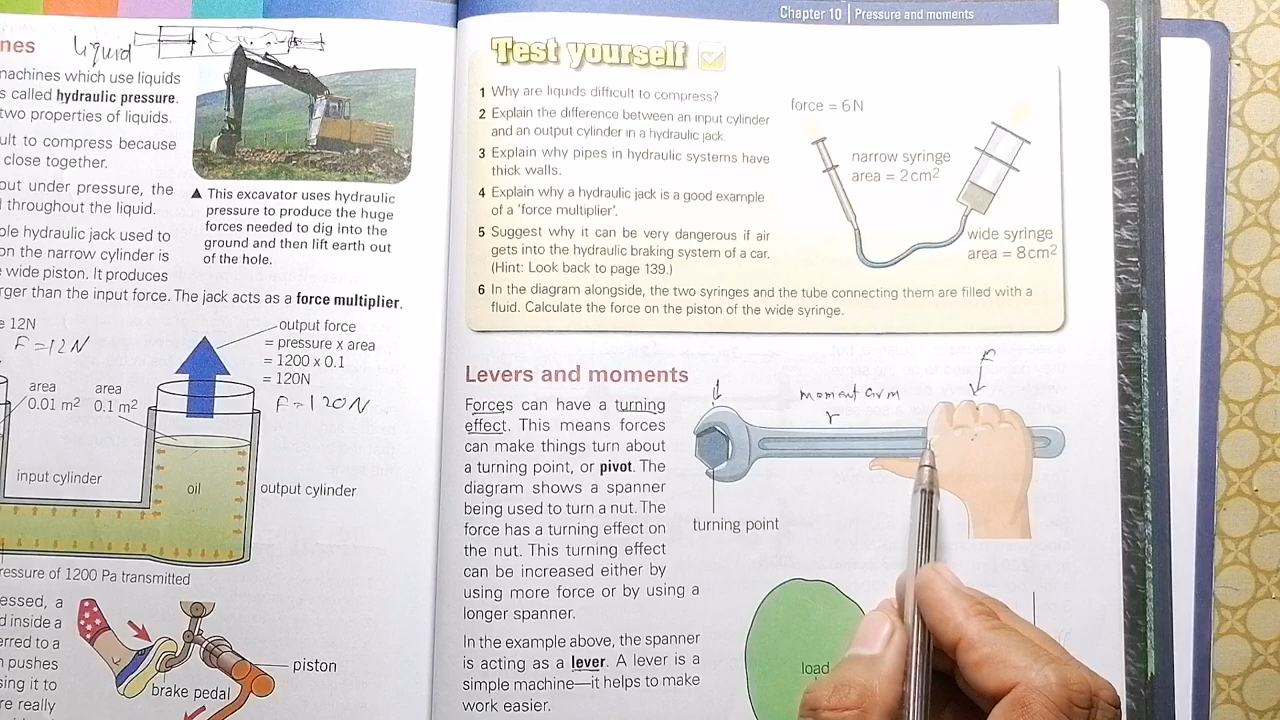 nes
Liquid
machines which use liquids
s called hydraulic pressure.
two properties of liquids.
ult to compress because
close together.
out under pressure, the
throughout the liquid.
ple hydraulic jack used to
on the narrow cylinder is
wide piston. It produces
rger than the input force. The jack acts as a force multiplier.
▲ This excavator uses hydraulic
pressure to produce the huge
forces needed to dig into the
ground and then lift earth out
of the hole.
e 12N
F=12N
area
0.01 m²
area
0.1 m²
output force
= pressure x area
= 1200 x 0.1
= 120N
F=120N
input cylinder
oil
output cylinder
ressure of 1200 Pa transmitted
essed, a
d inside a
erred to a
n pushes
sing it to
re really
brake pedal
piston
Chapter 10 | Pressure and moments
Test yourself
1 Why are liquids difficult to compress?
2 Explain the difference between an input cylinder
and an output cylinder in a hydraulic jack.
3 Explain why pipes in hydraulic systems have
thick walls.
4 Explain why a hydraulic jack is a good example
of a 'force multiplier'.
5 Suggest why it can be very dangerous if air
gets into the hydraulic braking system of a car.
(Hint: Look back to page 139.)
6 In the diagram alongside, the two syringes and the tube connecting them are filled with a
fluid. Calculate the force on the piston of the wide syringe.
force = 6N
narrow syringe
area = 2cm²
wide syringe
area = 8cm²
Levers and moments
Forces can have a turning
effect. This means forces
can make things turn about
a turning point, or pivot. The
diagram shows a spanner
being used to turn a nut. The
force has a turning effect on
the nut. This turning effect
can be increased either by
using more force or by using a
longer spanner.
In the example above, the spanner
is acting as a lever. A lever is a
simple machine—it helps to make
work easier.
moment arm
r
F
turning point
load